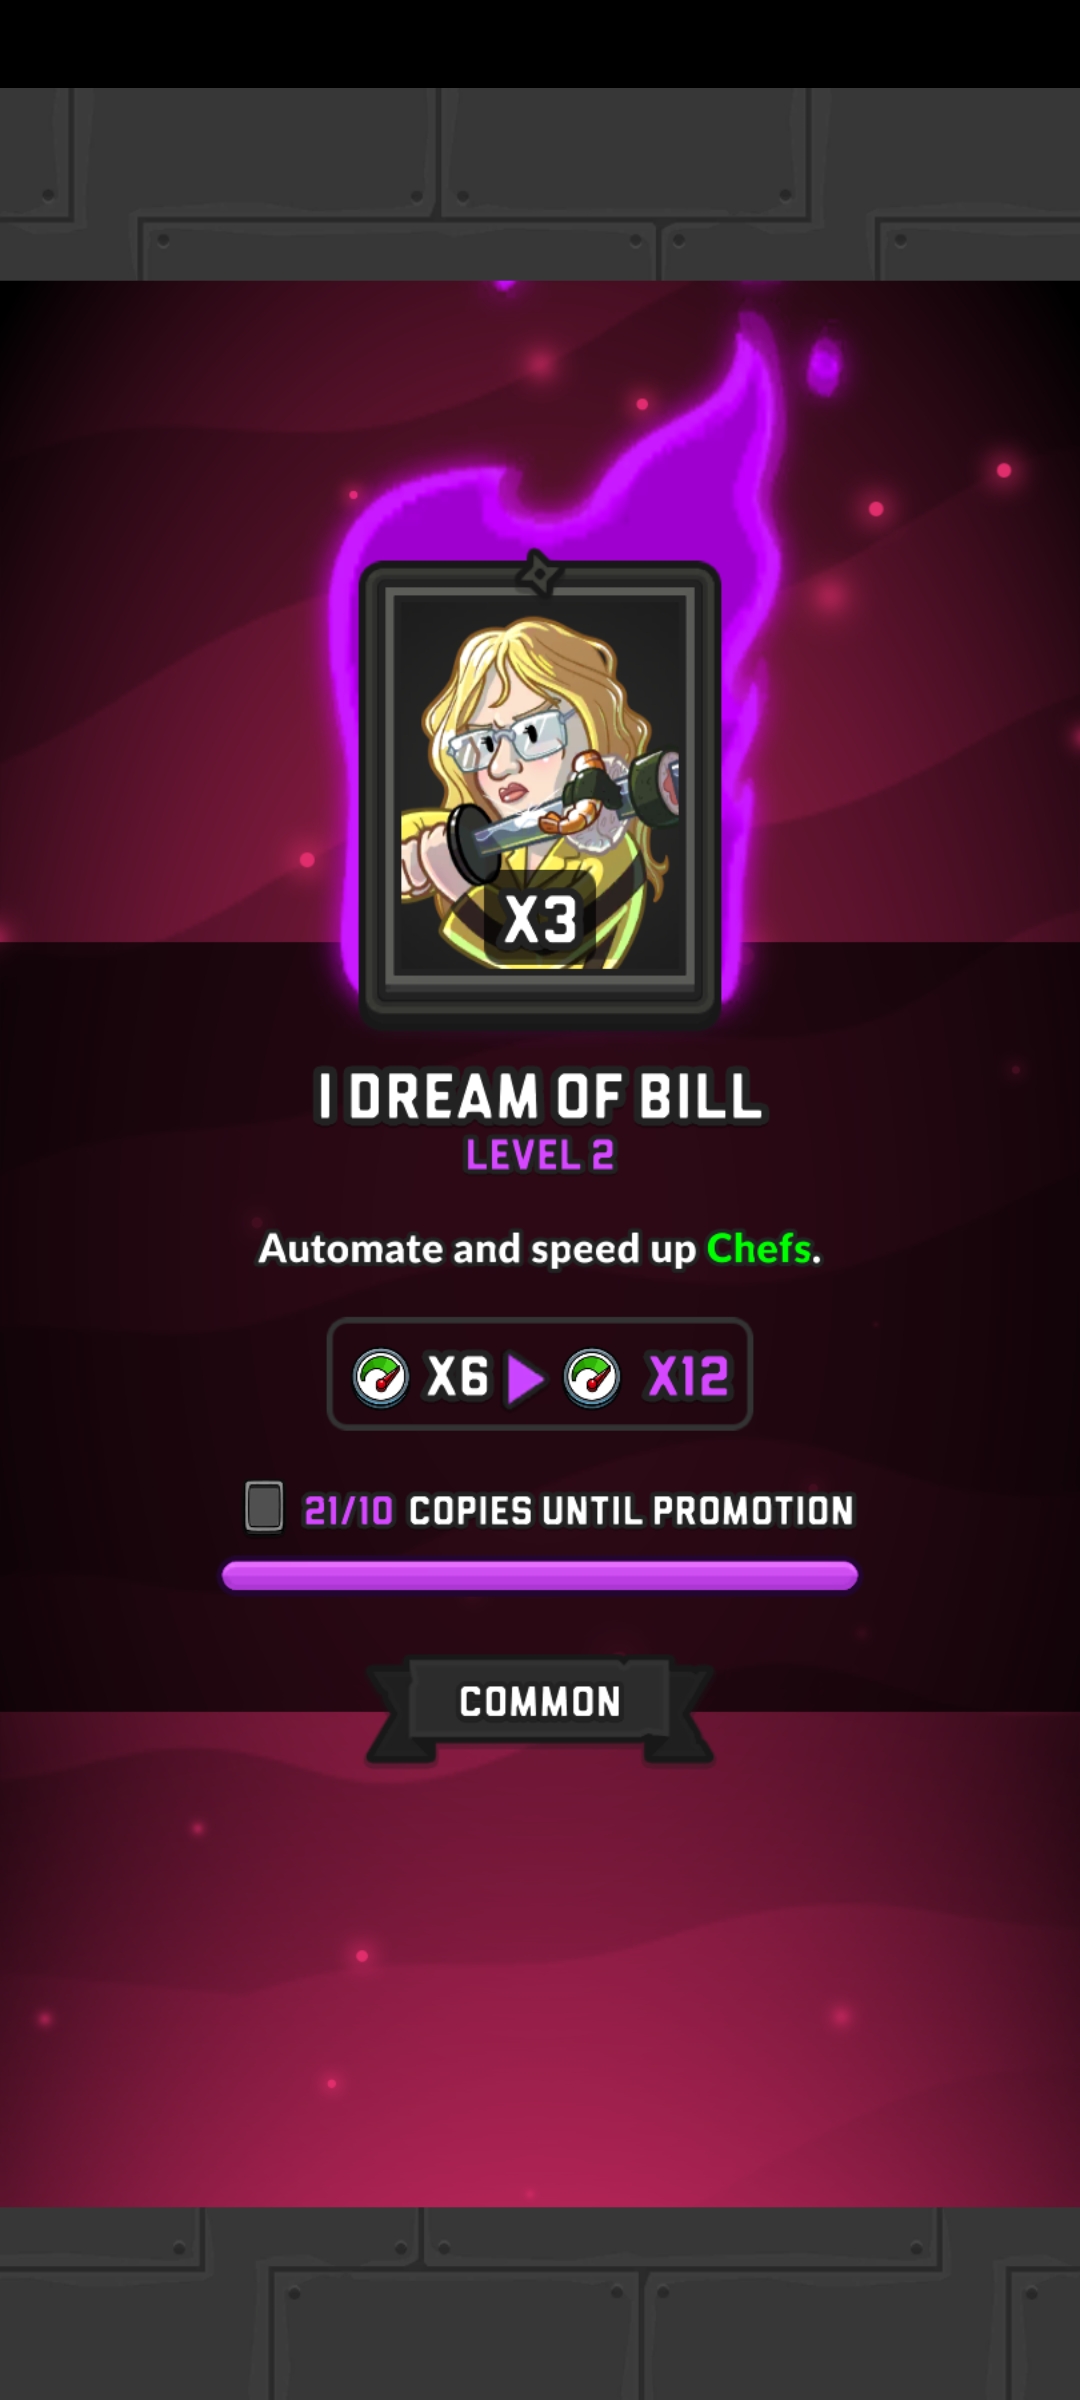 X3
I DREAM OF BILL
LEVEL 2
Automate and speed up Chefs.
X6 X12
21/10 COPIES UNTIL PROMOTION
COMMON